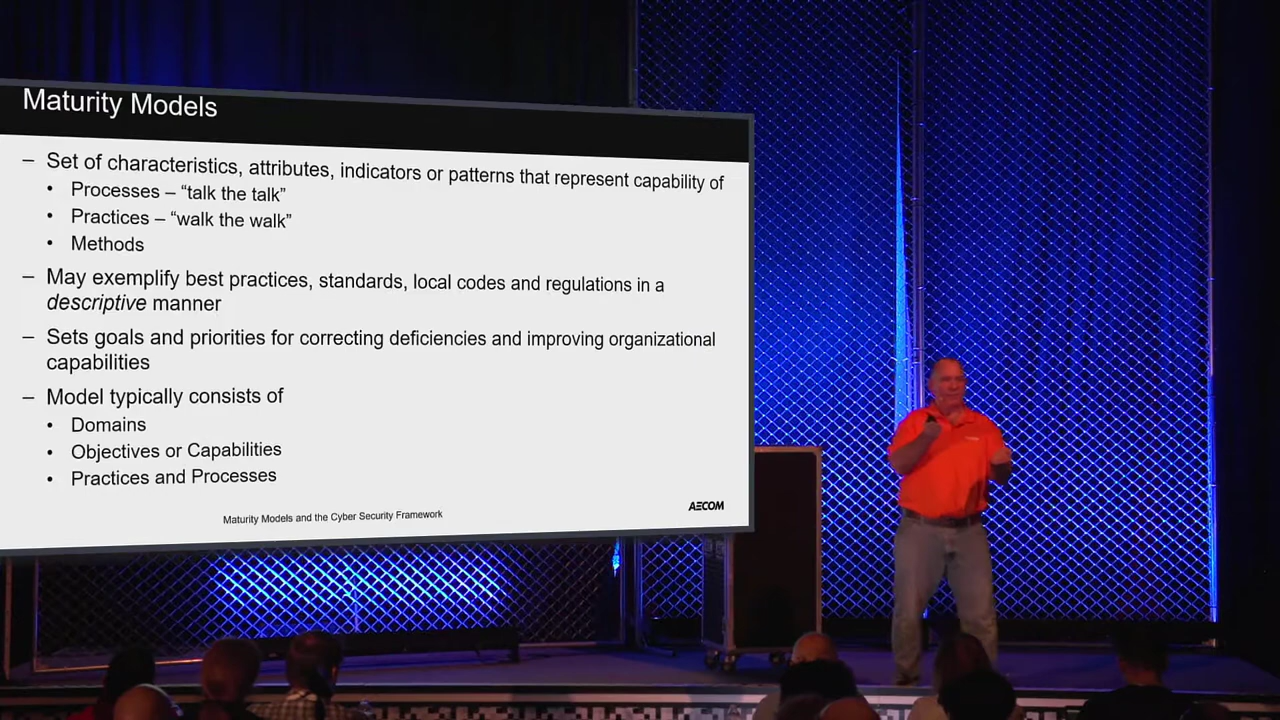 Maturity Models
– Set of characteristics, attributes, indicators or patterns that represent capability of
• Processes – “talk the talk”
• Practices – “walk the walk”
• Methods
– May exemplify best practices, standards, local codes and regulations in a
descriptive manner
– Sets goals and priorities for correcting deficiencies and improving organizational
capabilities
– Model typically consists of
• Domains
• Objectives or Capabilities
• Practices and Processes
Maturity Models and the Cyber Security Framework
AECOM